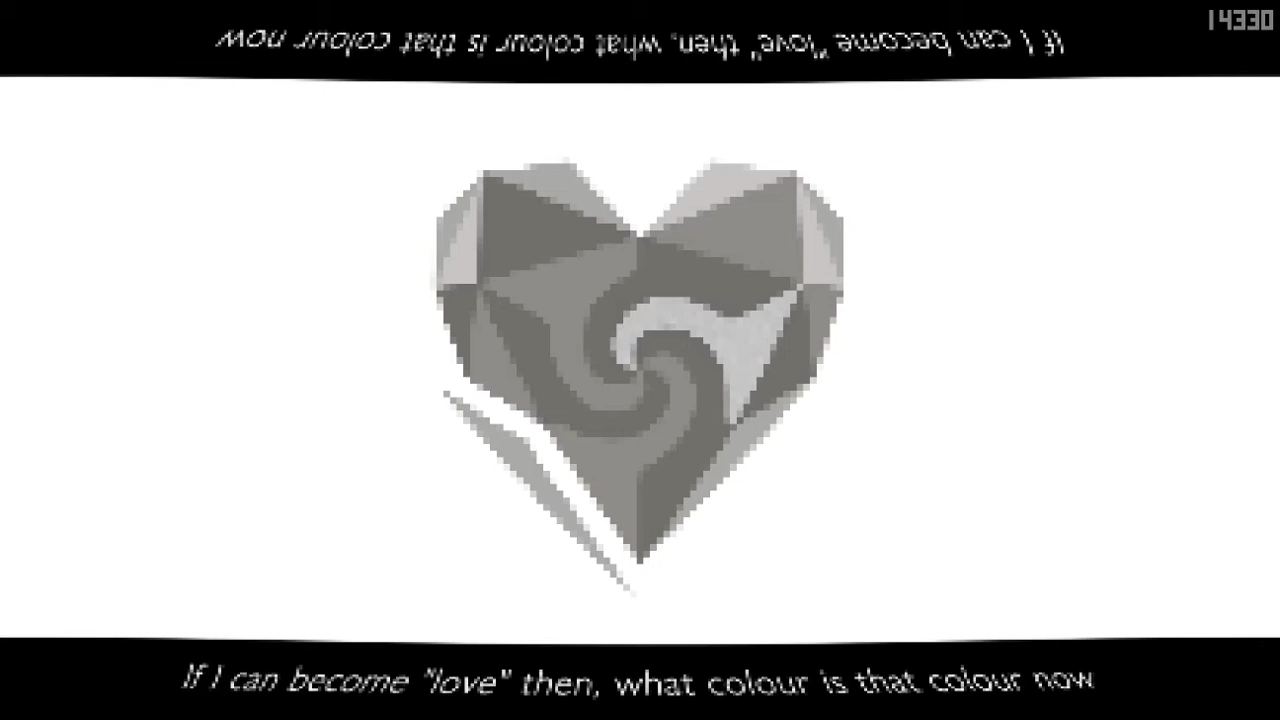 If I can become "love" then, what colour is that colour now
14330
If I can become "love" then, what colour is that colour now